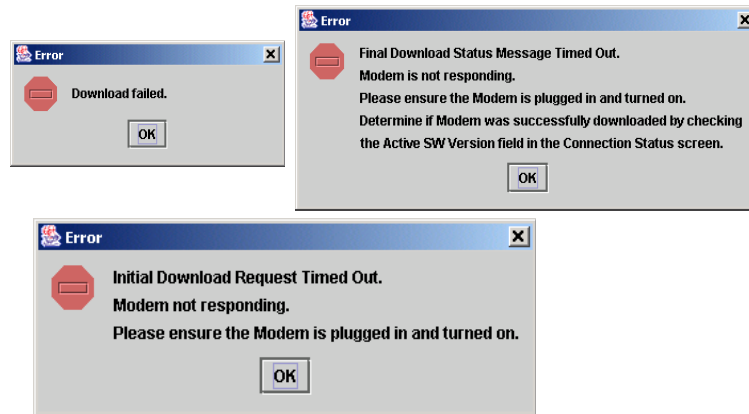 Error
Download failed.
OK
Error
Final Download Status Message Timed Out.
Modem is not responding.
Please ensure the Modem is plugged in and turned on.
Determine if Modem was successfully downloaded by checking
the Active SW Version field in the Connection Status screen.
OK
Error
Initial Download Request Timed Out.
Modem not responding.
Please ensure the Modem is plugged in and turned on.
OK